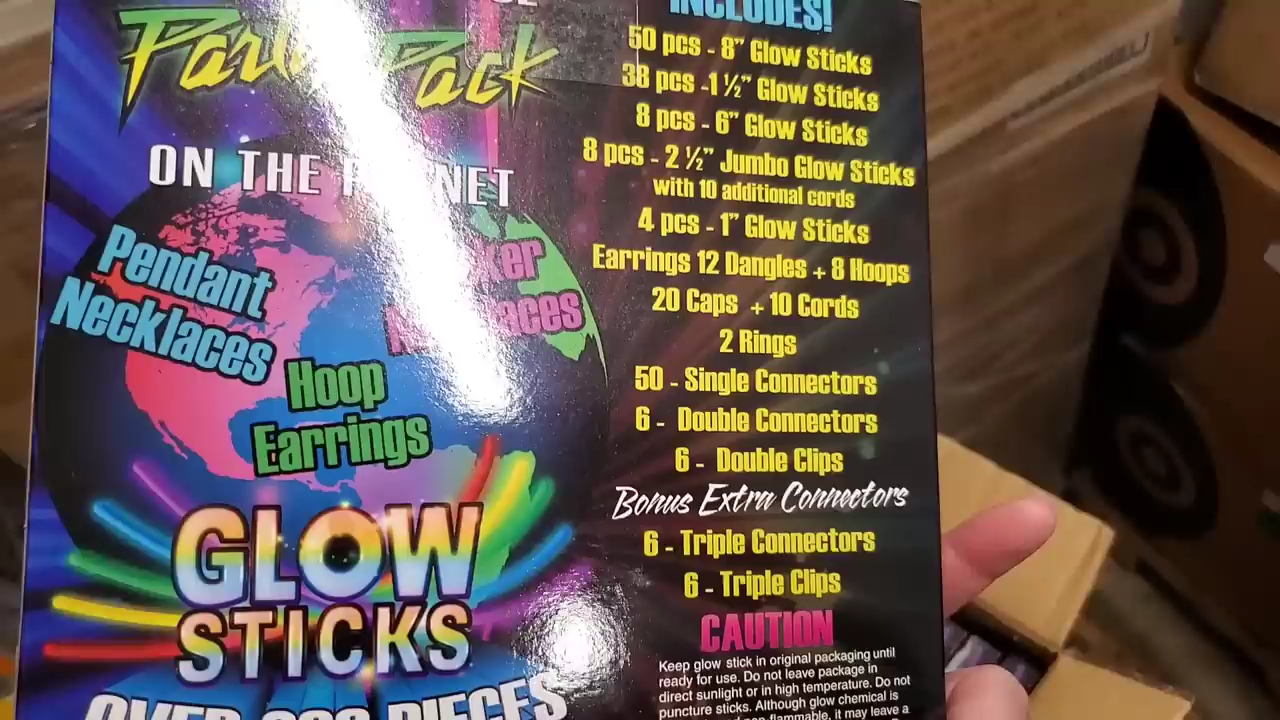 Pack
ON THE
Pendant
Necklaces
Hoop
Earrings
GLOW
STICKS
OVER PIECES
INCLUDES!
50 pcs - 8” Glow Sticks
38 pcs -1 ½” Glow Sticks
8 pcs - 6” Glow Sticks
8 pcs - 2 ½” Jumbo Glow Sticks
with 10 additional cords
4 pcs - 1” Glow Sticks
Earrings 12 Dangles + 8 Hoops
20 Caps + 10 Cords
2 Rings
50 - Single Connectors
6 - Double Connectors
6 - Double Clips
Bonus Extra Connectors
6 - Triple Connectors
6 - Triple Clips
CAUTION
Keep glow stick in original packaging until
ready for use. Do not leave package in
direct sunlight or in high temperature. Do not
puncture sticks. Although glow chemical is
non-flammable, it may leave a